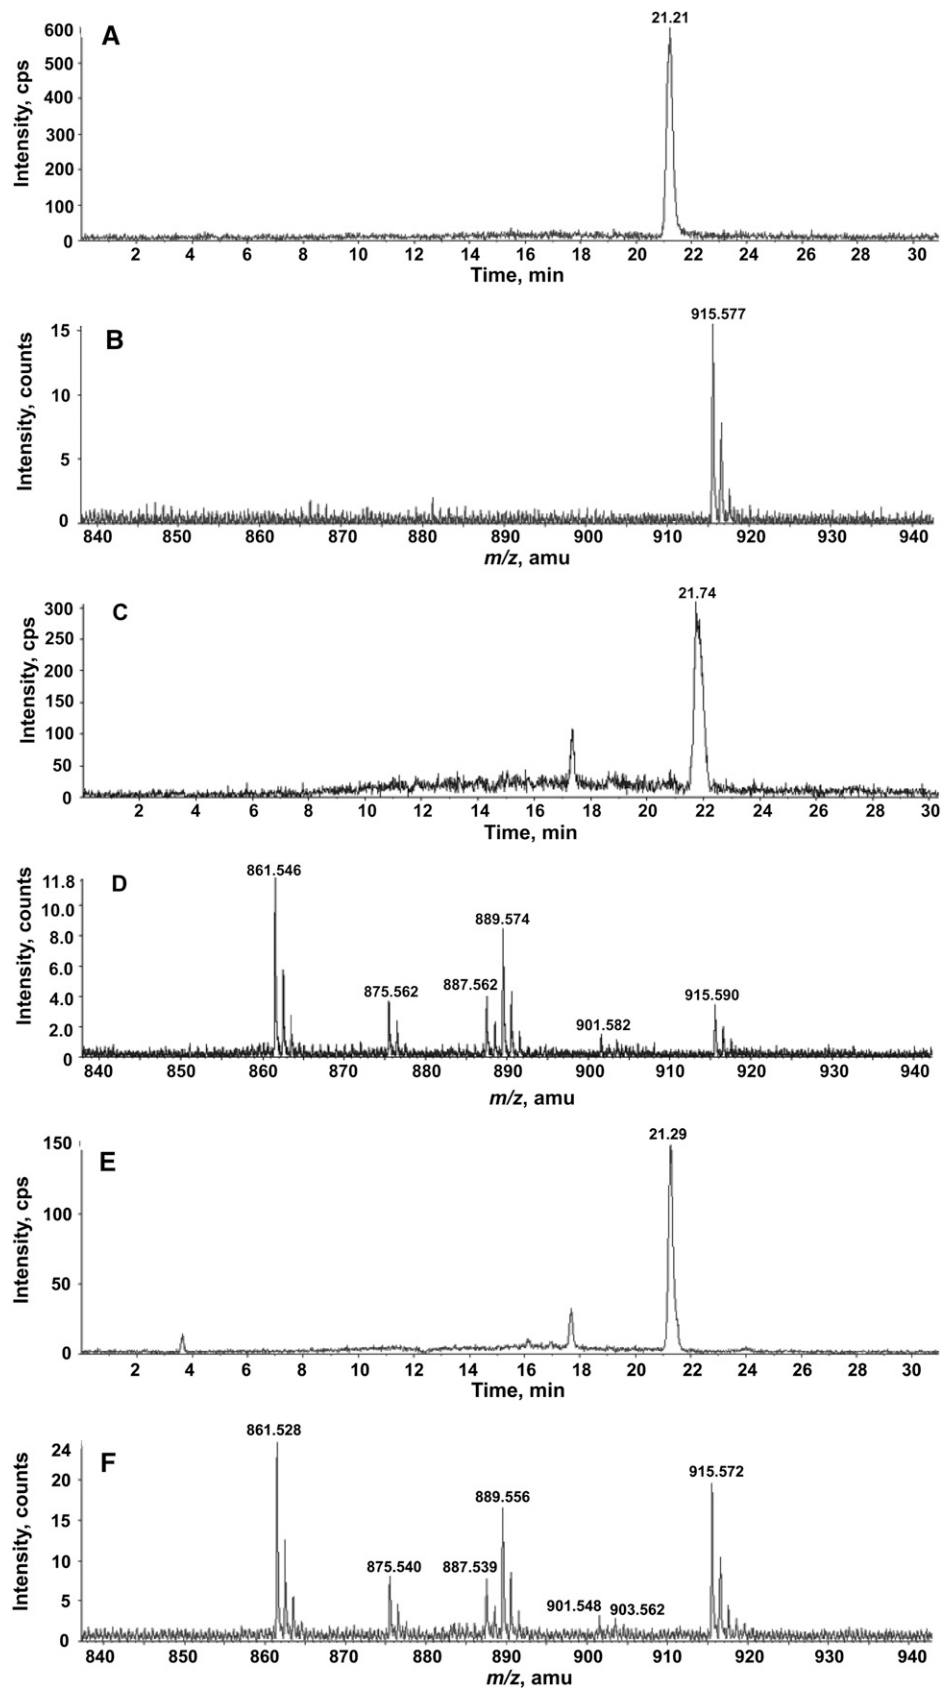 A
21.21
Intensity, cps
600
500
400
300
200
100
0
2 4 6 8 10 12 14 16 18 20 22 24 26 28 30
Time, min
B
915.577
Intensity, counts
15
10
5
0
840 850 860 870 880 890 900 910 920 930 940
m/z, amu
C
21.74
Intensity, cps
300
250
200
150
100
50
0
2 4 6 8 10 12 14 16 18 20 22 24 26 28 30
Time, min
D
861.546
875.562
887.562
889.574
901.582
915.590
Intensity, counts
11.8
10.0
8.0
6.0
4.0
2.0
0
840 850 860 870 880 890 900 910 920 930 940
m/z, amu
E
21.29
Intensity, cps
150
100
50
0
2 4 6 8 10 12 14 16 18 20 22 24 26 28 30
Time, min
F
861.528
875.540
887.539
889.556
901.548
903.562
915.572
Intensity, counts
24
20
15
10
5
0
840 850 860 870 880 890 900 910 920 930 940
m/z, amu